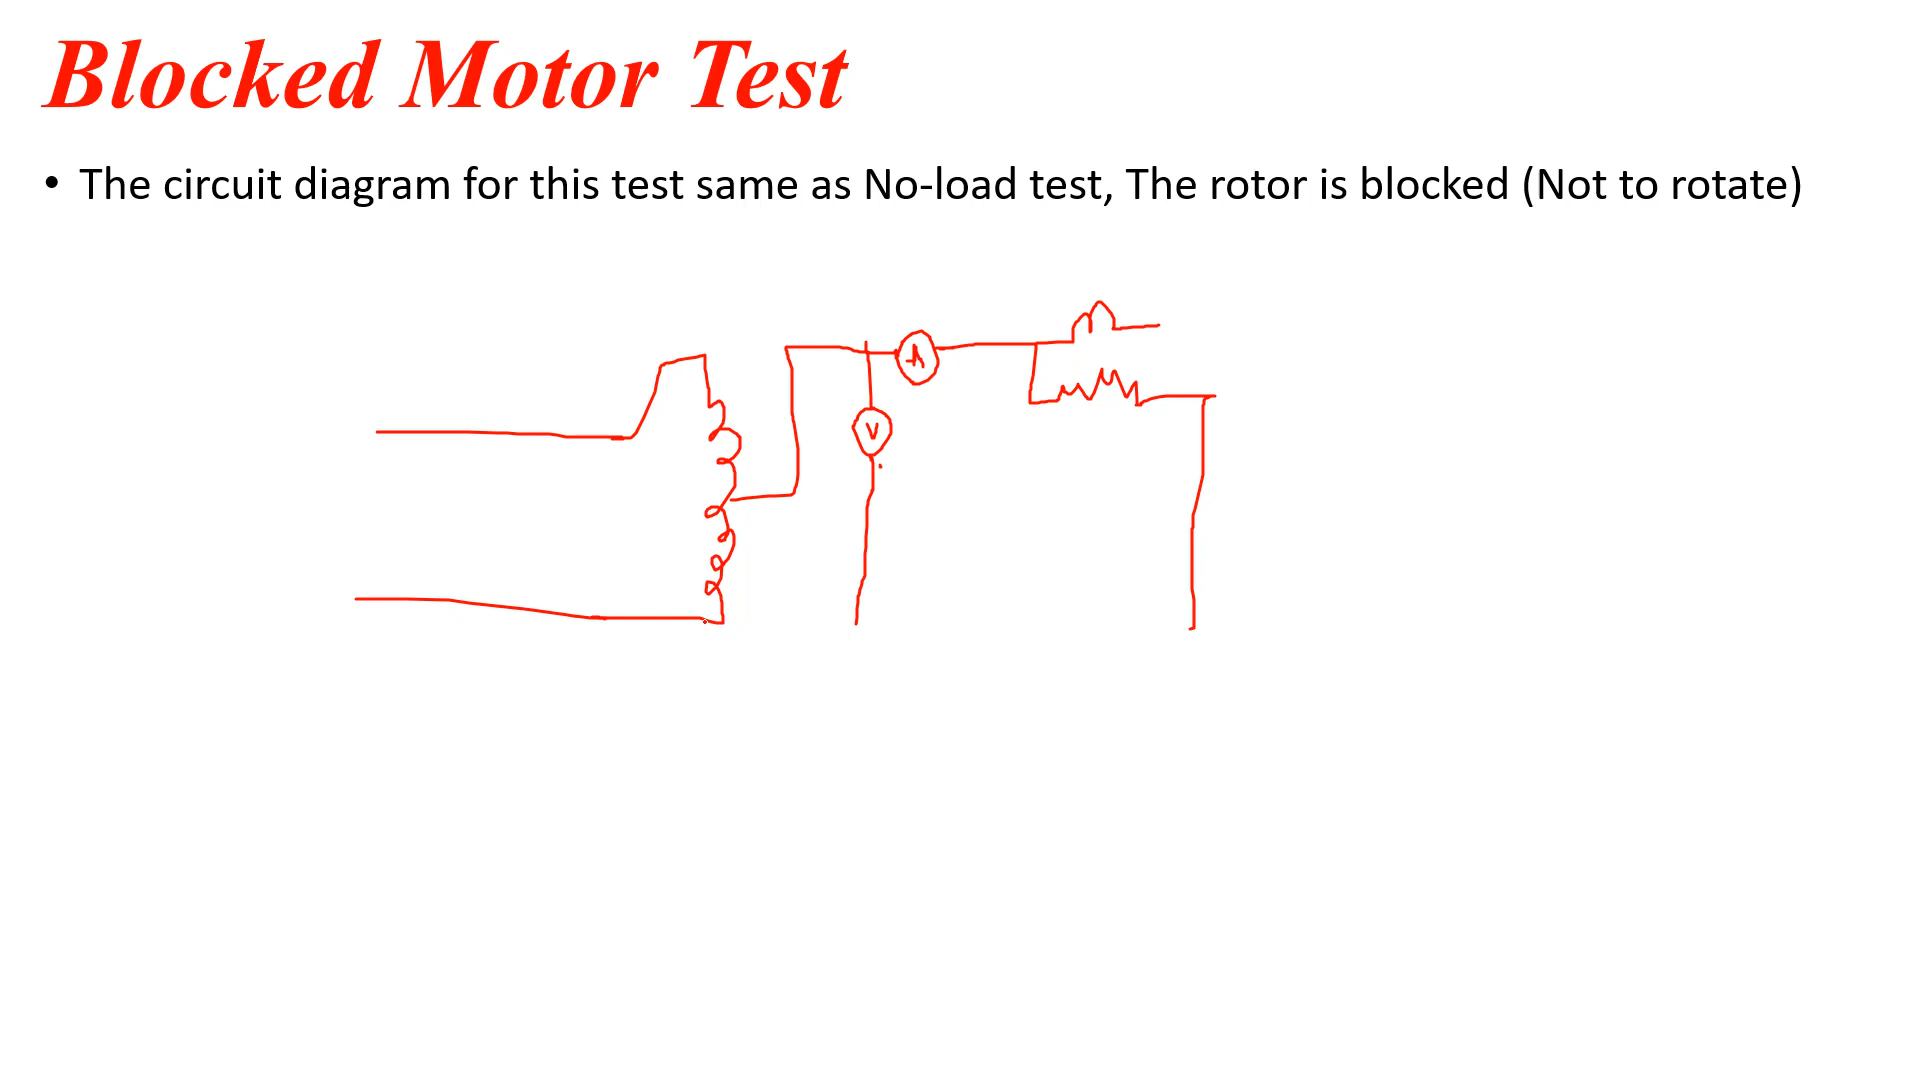 Blocked Motor Test
• The circuit diagram for this test same as No-load test, The rotor is blocked (Not to rotate)
A
V